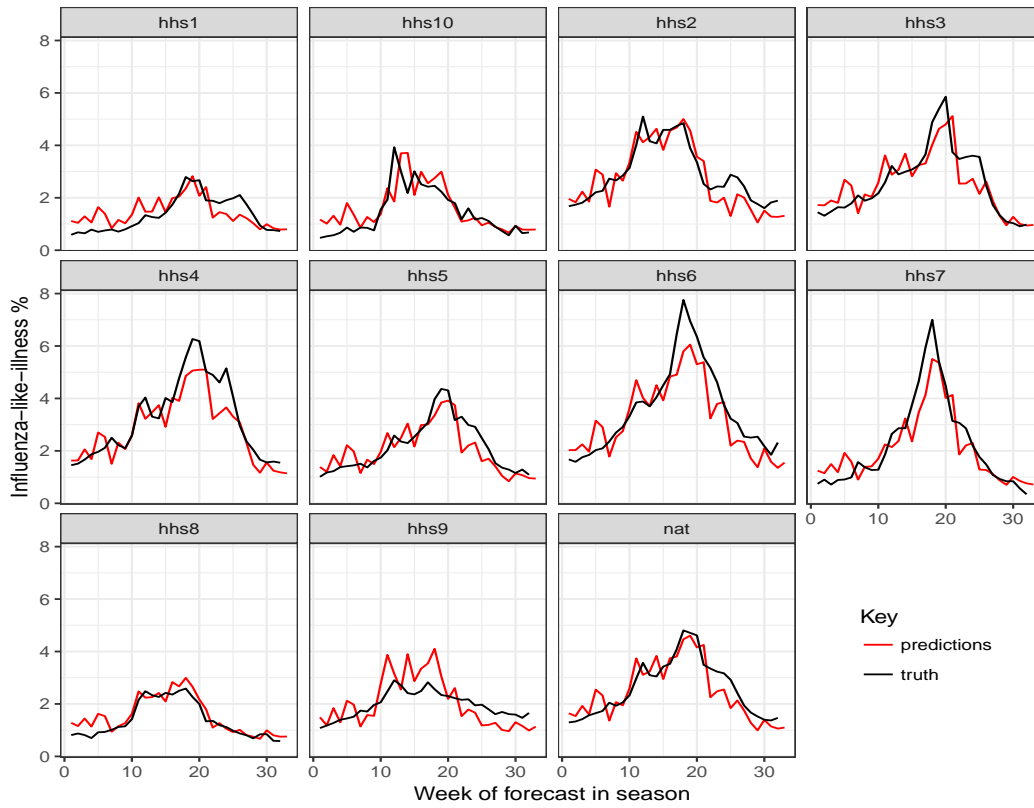 hhs1 hhs10 hhs2 hhs3
8
6
4
2
0
hhs4 hhs5 hhs6 hhs7
8
6
4
2
0
0 10 20 30
hhs8 hhs9 nat
8
6
4
2
0
0 10 20 30 0 10 20 30 0 10 20 30
Influenza−like−illness %
Week of forecast in season
Key
predictions
truth